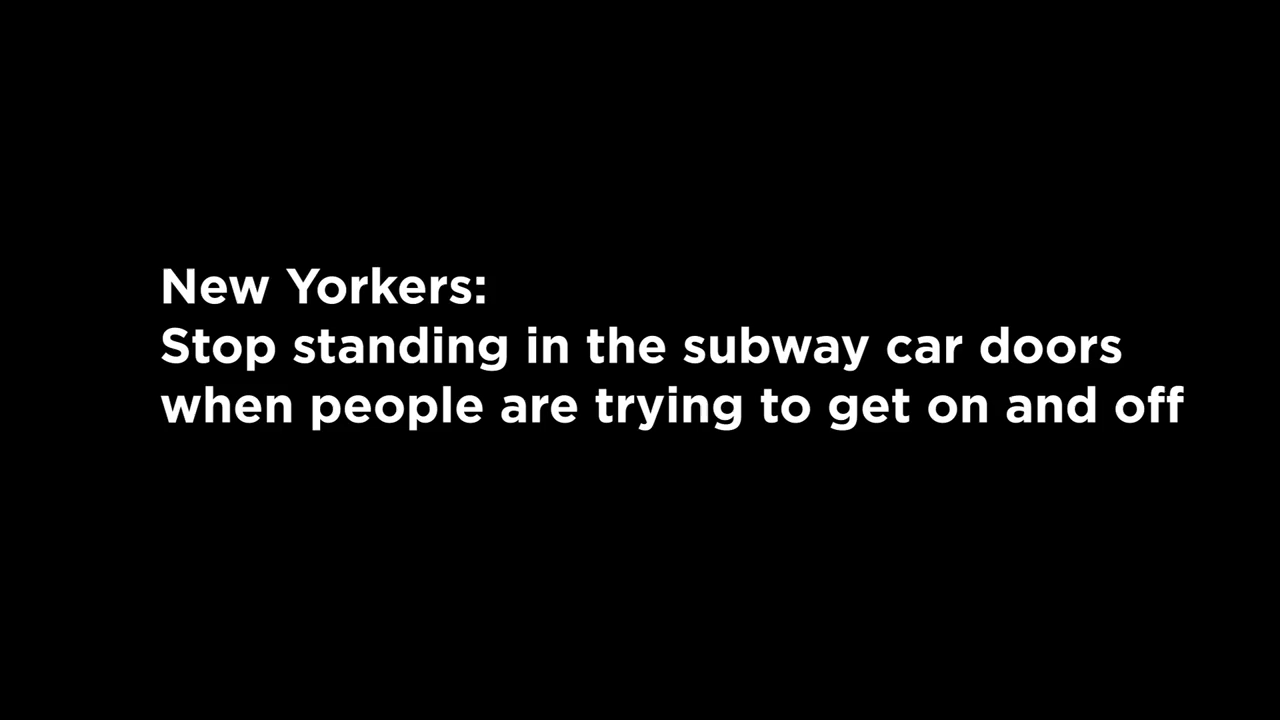 New Yorkers:
Stop standing in the subway car doors
when people are trying to get on and off